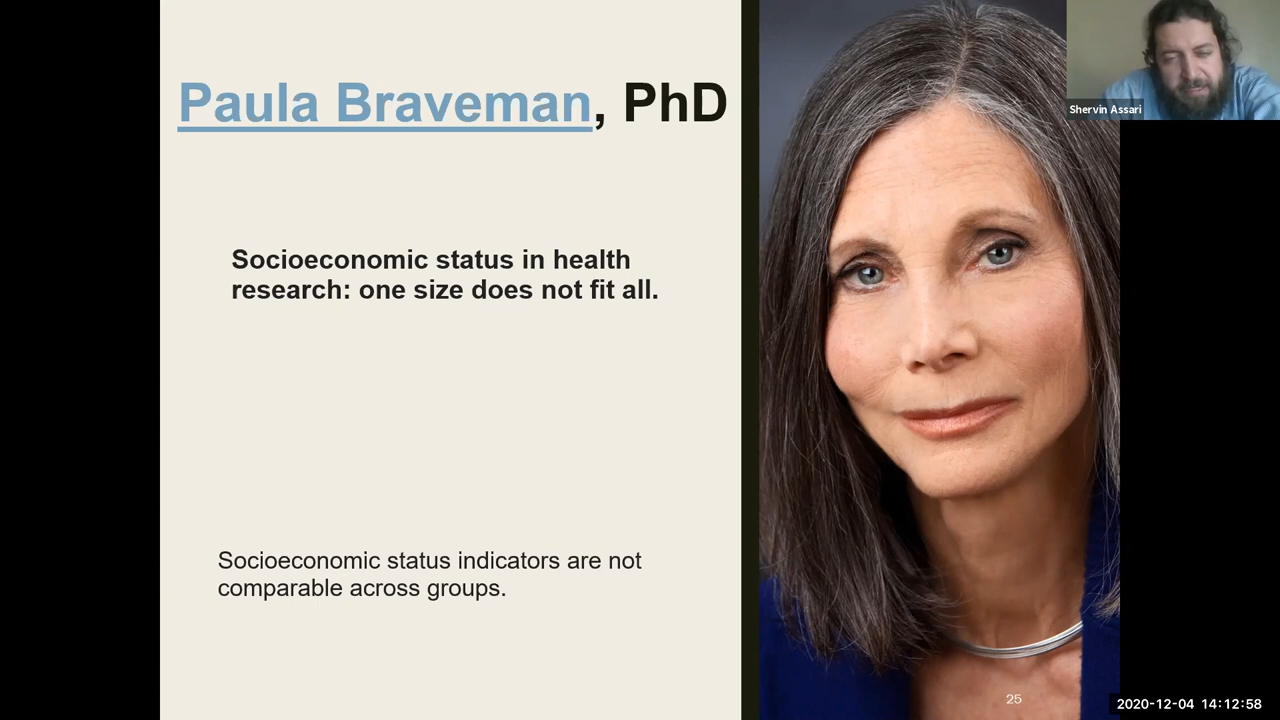 Paula Braveman, PhD
Shervin Assari
Socioeconomic status in health
research: one size does not fit all.
Socioeconomic status indicators are not
comparable across groups.
25
2020-12-04 14:12:58